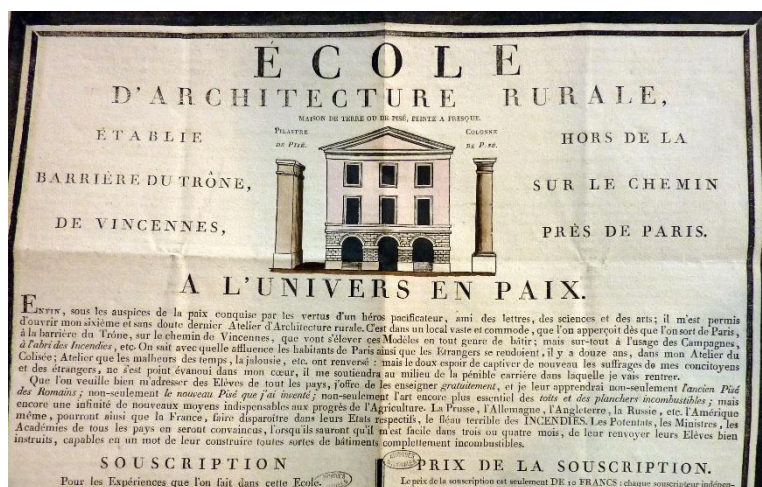 ÉCOLE
D'ARCHITECTURE RURALE,
MAISON DE TERRE OU DE PISÉ, PEINTE A FRESQUE.
ÉTABLIE
PILASTRE
DE PISÉ.
COLONNE
DE PISÉ.
HORS DE LA
BARRIÈRE DU TRÔNE,
SUR LE CHEMIN
DE VINCENNES,
PRÈS DE PARIS.
A L'UNIVERS EN PAIX.
ENFIN, sous les auspices de la paix conquise par les vertus d'un héros pacificateur, ami des lettres, des sciences et des arts; il m'est permis
d'ouvrir mon sixième et sans doute dernier Atelier d'Architecture rurale. C'est dans un local vaste et commode, que l'on apperçoit dès que l'on sort de Paris,
à la barrière du Trône, sur le chemin de Vincennes, que vont s'élever ces Modèles en tout genre de bâtir; mais sur-tout à l'usage des Campagnes,
à l'abri des Incendies, etc. On sait avec quelle affluence les habitants de Paris ainsi que les Etrangers se rendoient, il y a douze ans, dans mon Atelier du
Colisée; Atelier que les malheurs des temps, la jalousie, etc. ont renversé: mais le doux espoir de captiver de nouveau les suffrages de mes concitoyens
et des étrangers, ne s'est point évanoui dans mon cœur, il me soutiendra au milieu de la pénible carrière dans laquelle je vais rentrer.
Que l'on veuille bien m'adresser des Elèves de tout les pays, j'offre de les enseigner gratuitement, et je leur apprendrai non-seulement l'ancien Pisé
des Romains; non-seulement le nouveau Pisé que j'ai inventé; non-seulement l'art encore plus essentiel des toits et des planchers incombustibles; mais
encore une infinité de nouveaux moyens indispensables aux progrès de l'Agriculture. La Prusse, l'Allemagne, l'Angleterre, la Russie, etc. l'Amérique
même, pourront ainsi que la France, faire disparoître dans leurs Etats respectifs, le fléau terrible des INCENDIES. Les Potentats, les Ministres, les
Académies de tous les pays en seront convaincus, lorsqu'ils sauront qu'il m'est facile dans trois ou quatre mois, de leur renvoyer leurs Elèves bien
instruits, capables en un mot de leur construire toutes sortes de bâtiments complettement incombustibles.
SOUSCRIPTION
Pour les Expériences que l'on fait dans cette Ecole.
PRIX DE LA SOUSCRIPTION.
Le prix de la souscription est seulement DE 10 FRANCS: chaque souscripteur indépen-